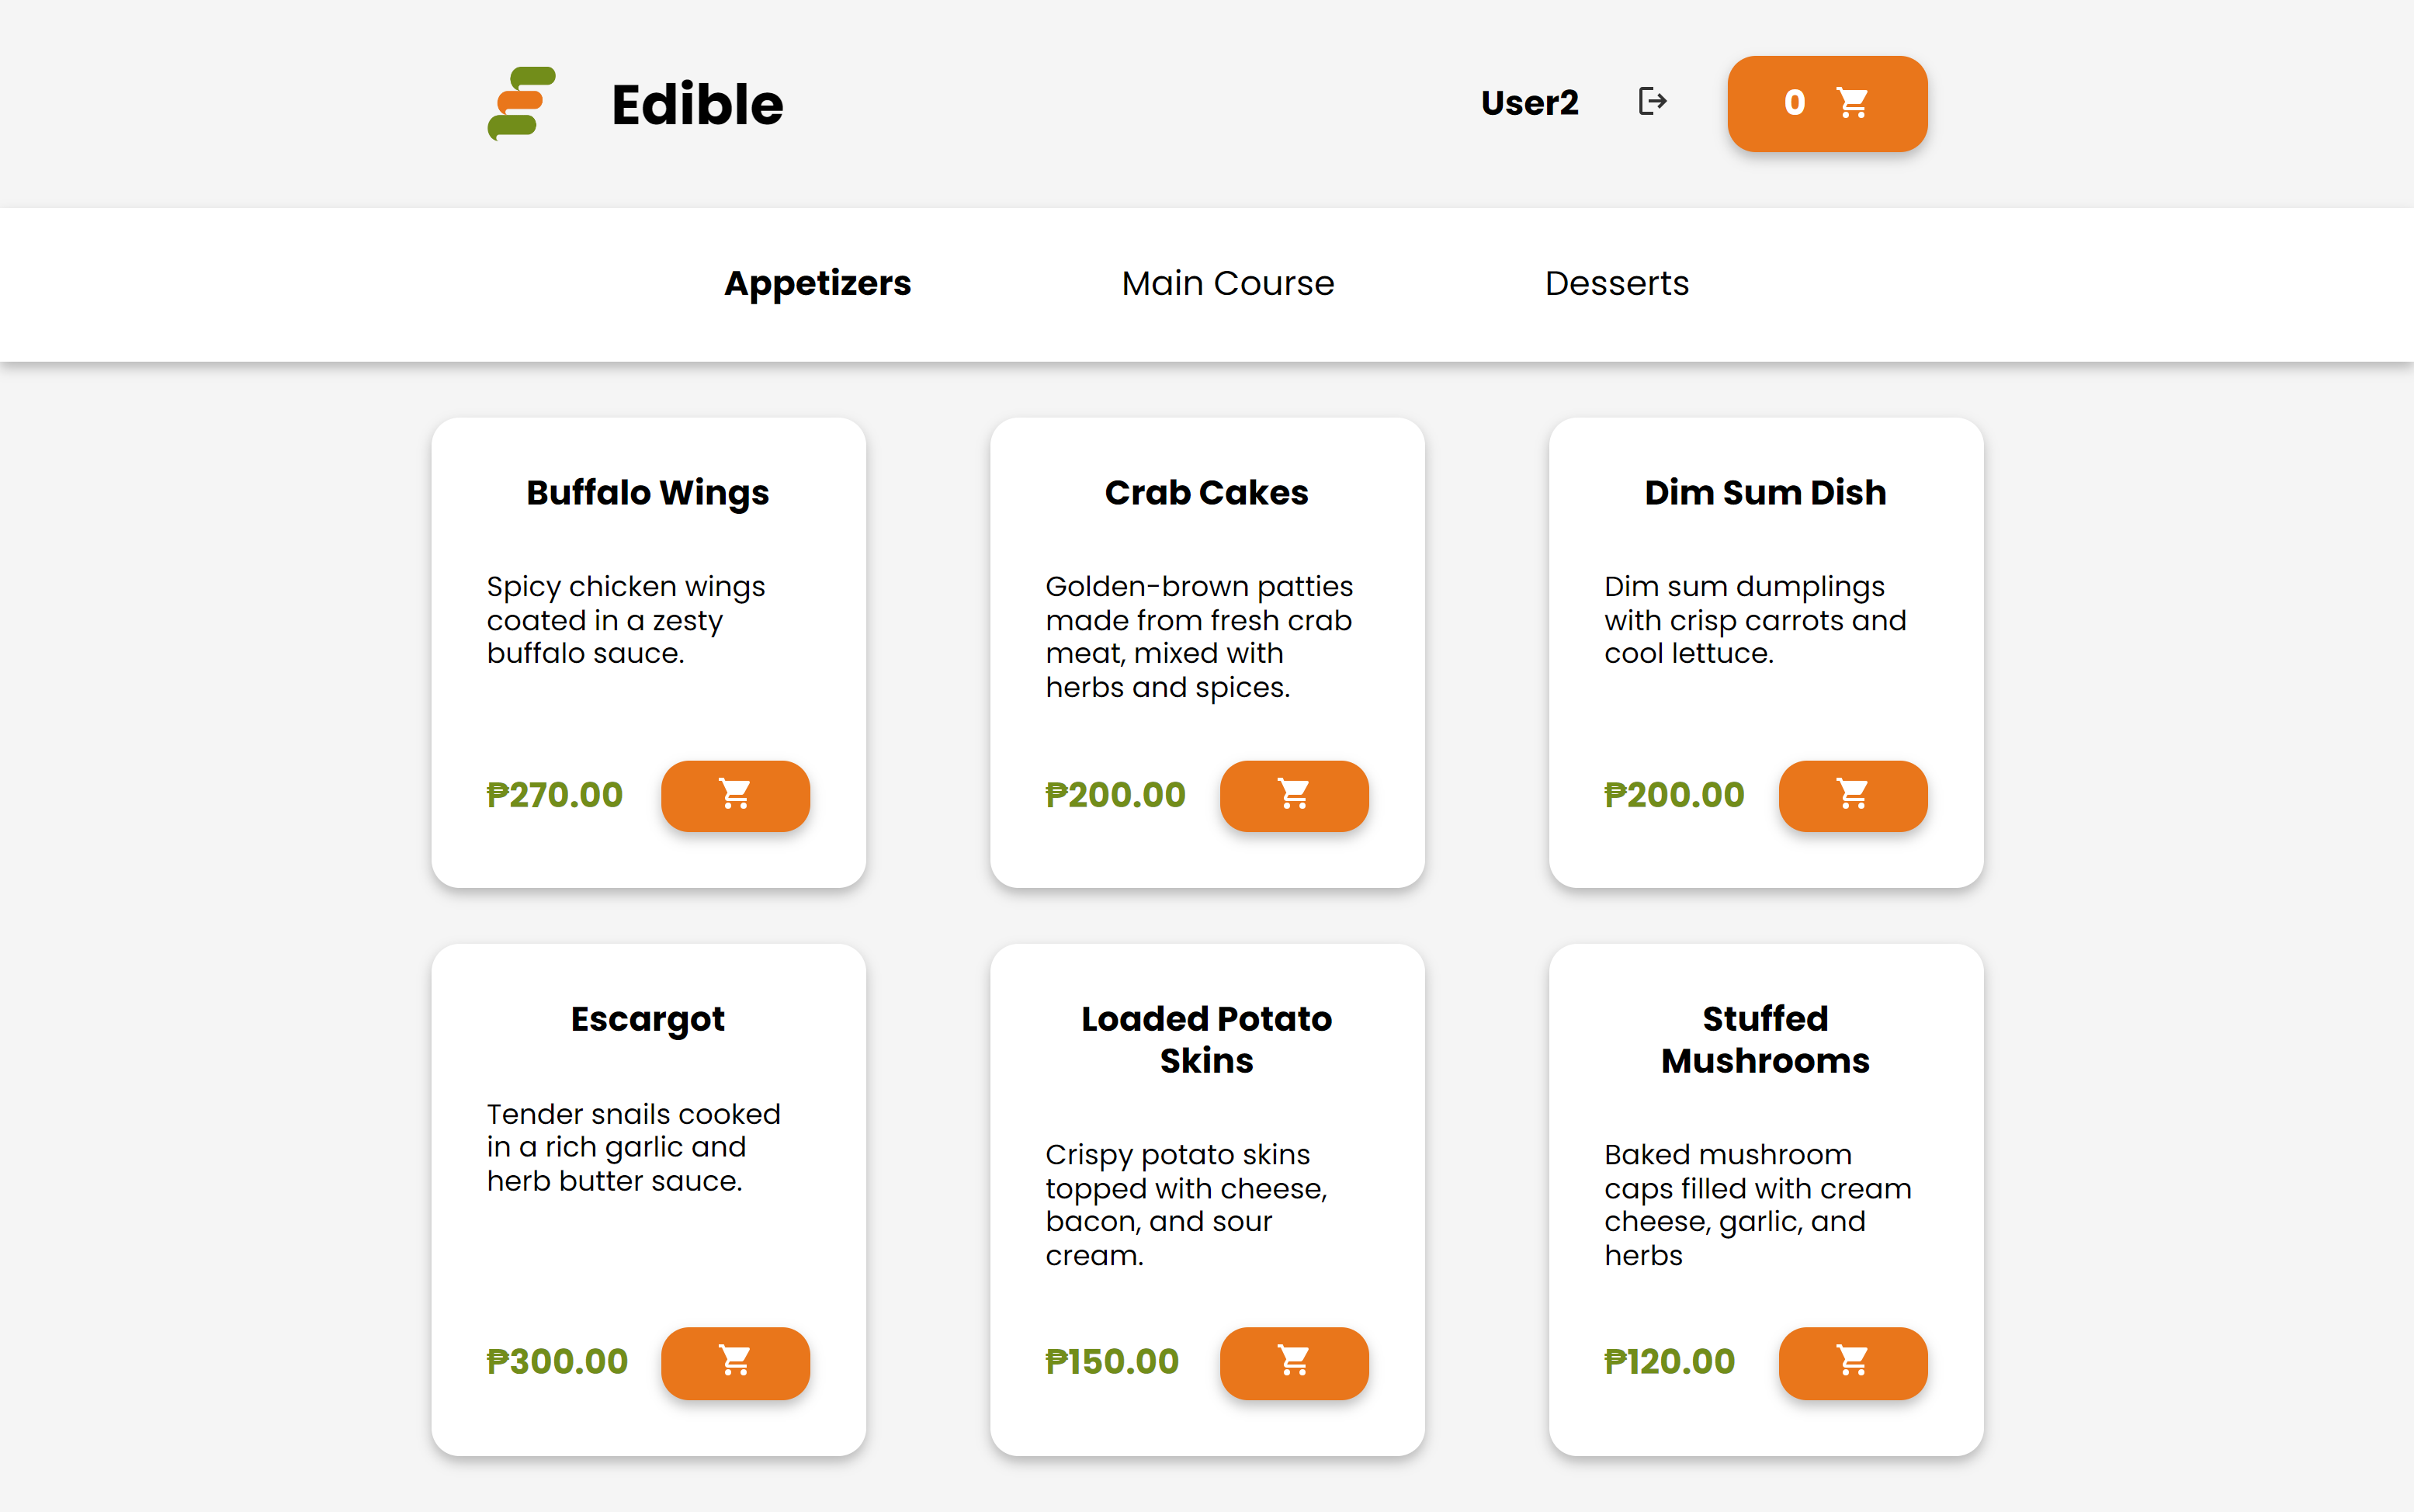 Edible
User2
0
Appetizers
Main Course
Desserts
Buffalo Wings
Spicy chicken wings
coated in a zesty
buffalo sauce.
₱270.00
Crab Cakes
Golden-brown patties
made from fresh crab
meat, mixed with
herbs and spices.
₱200.00
Dim Sum Dish
Dim sum dumplings
with crisp carrots and
cool lettuce.
₱200.00
Escargot
Tender snails cooked
in a rich garlic and
herb butter sauce.
₱300.00
Loaded Potato
Skins
Crispy potato skins
topped with cheese,
bacon, and sour
cream.
₱150.00
Stuffed
Mushrooms
Baked mushroom
caps filled with cream
cheese, garlic, and
herbs
₱120.00